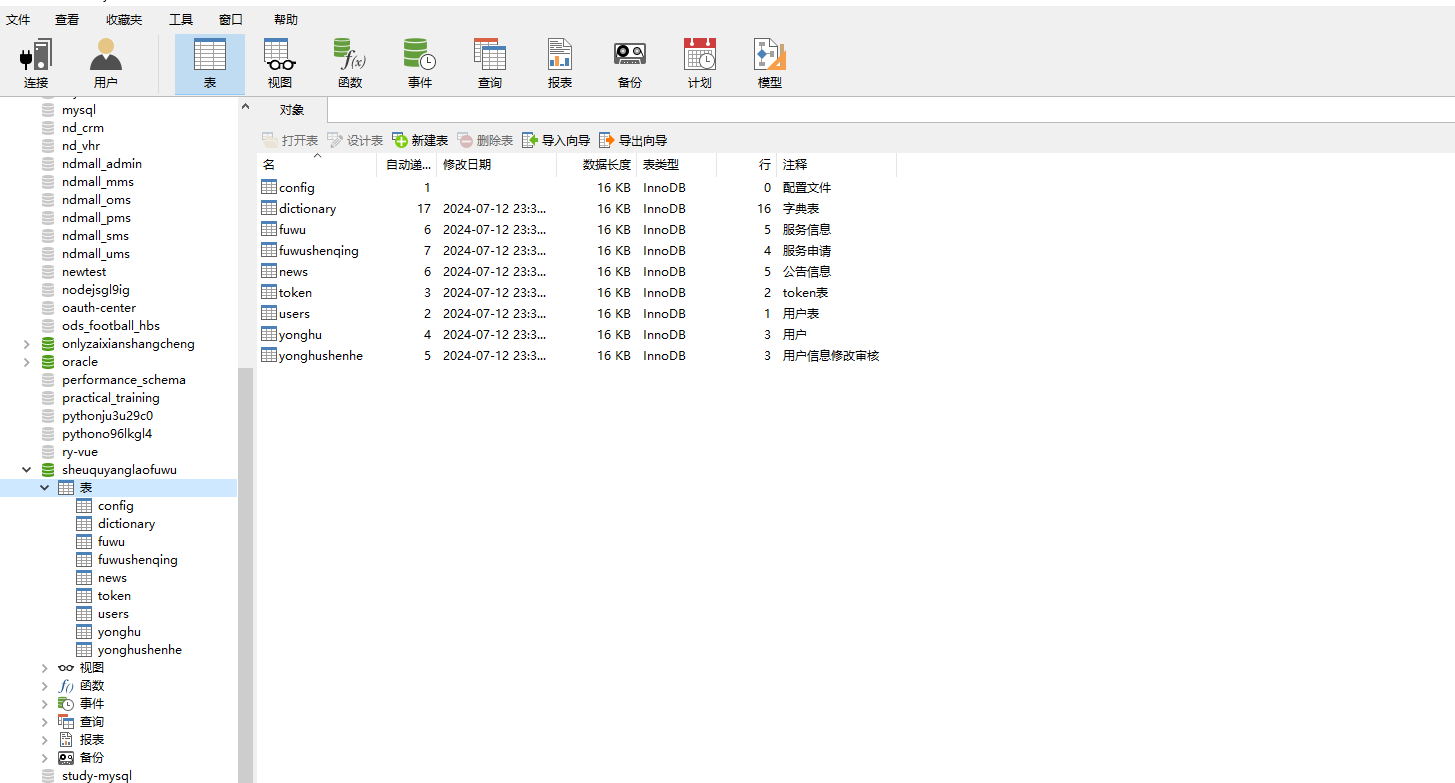 文件 查看 收藏夹 工具 窗口 帮助
连接 用户 表 视图 函数 事件 查询 报表 备份 计划 模型
mysql
nd_crm
nd_vhr
ndmall_admin
ndmall_mms
ndmall_oms
ndmall_pms
ndmall_sms
ndmall_ums
newtest
nodejsgl9ig
oauth-center
ods_football_hbs
onlyzaixianshangcheng
oracle
performance_schema
practical_training
pythonju3u29c0
pythono96lkgl4
ry-vue
sheuquyanglaofuwu
表
config
dictionary
fuwu
fuwushenqing
news
token
users
yonghu
yonghushenhe
视图
函数
事件
查询
报表
备份
study-mysql
对象
打开表 设计表 新建表 删除表 导入向导 导出向导
名 自动递... 修改日期 数据长度 表类型 行 注释
config 1 16 KB InnoDB 0 配置文件
dictionary 17 2024-07-12 23:3... 16 KB InnoDB 16 字典表
fuwu 6 2024-07-12 23:3... 16 KB InnoDB 5 服务信息
fuwushenqing 7 2024-07-12 23:3... 16 KB InnoDB 4 服务申请
news 6 2024-07-12 23:3... 16 KB InnoDB 5 公告信息
token 3 2024-07-12 23:3... 16 KB InnoDB 2 token表
users 2 2024-07-12 23:3... 16 KB InnoDB 1 用户表
yonghu 4 2024-07-12 23:3... 16 KB InnoDB 3 用户
yonghushenhe 5 2024-07-12 23:3... 16 KB InnoDB 3 用户信息修改审核